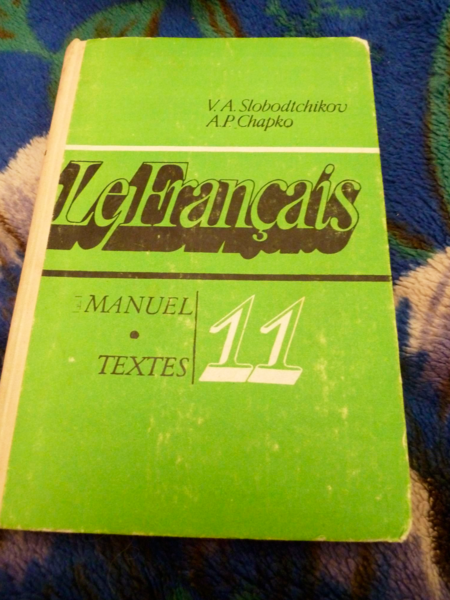 V. A. Slobodtchikov
A. P. Chapko
Le Français
MANUEL
•
TEXTES
11